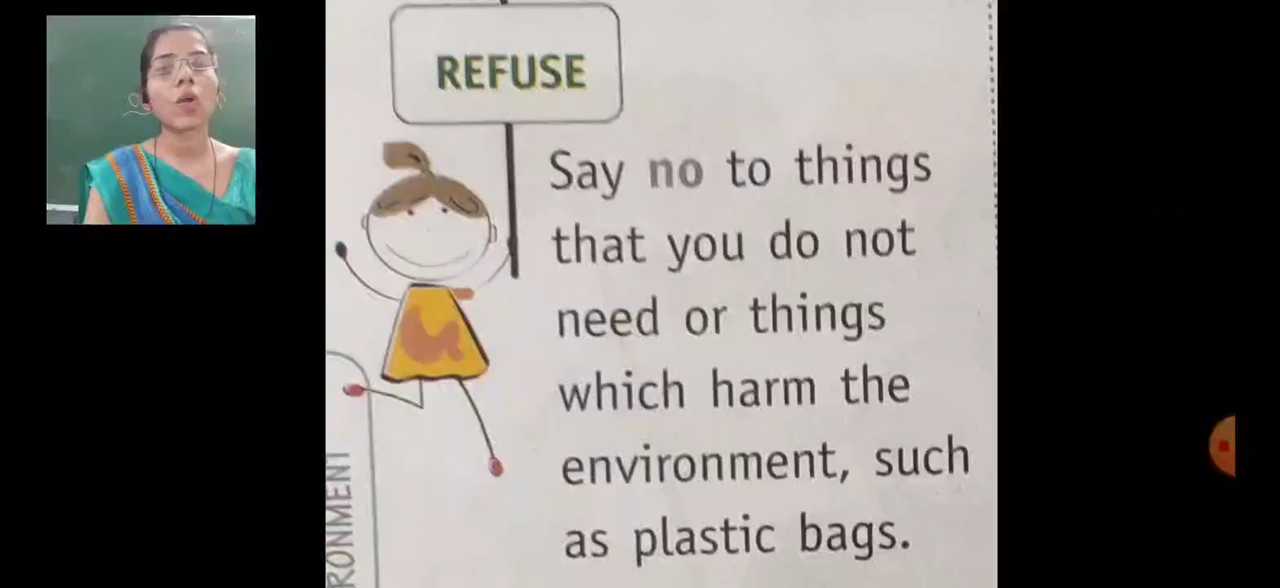 REFUSE
Say no to things
that you do not
need or things
which harm the
environment, such
as plastic bags.
RONMENT